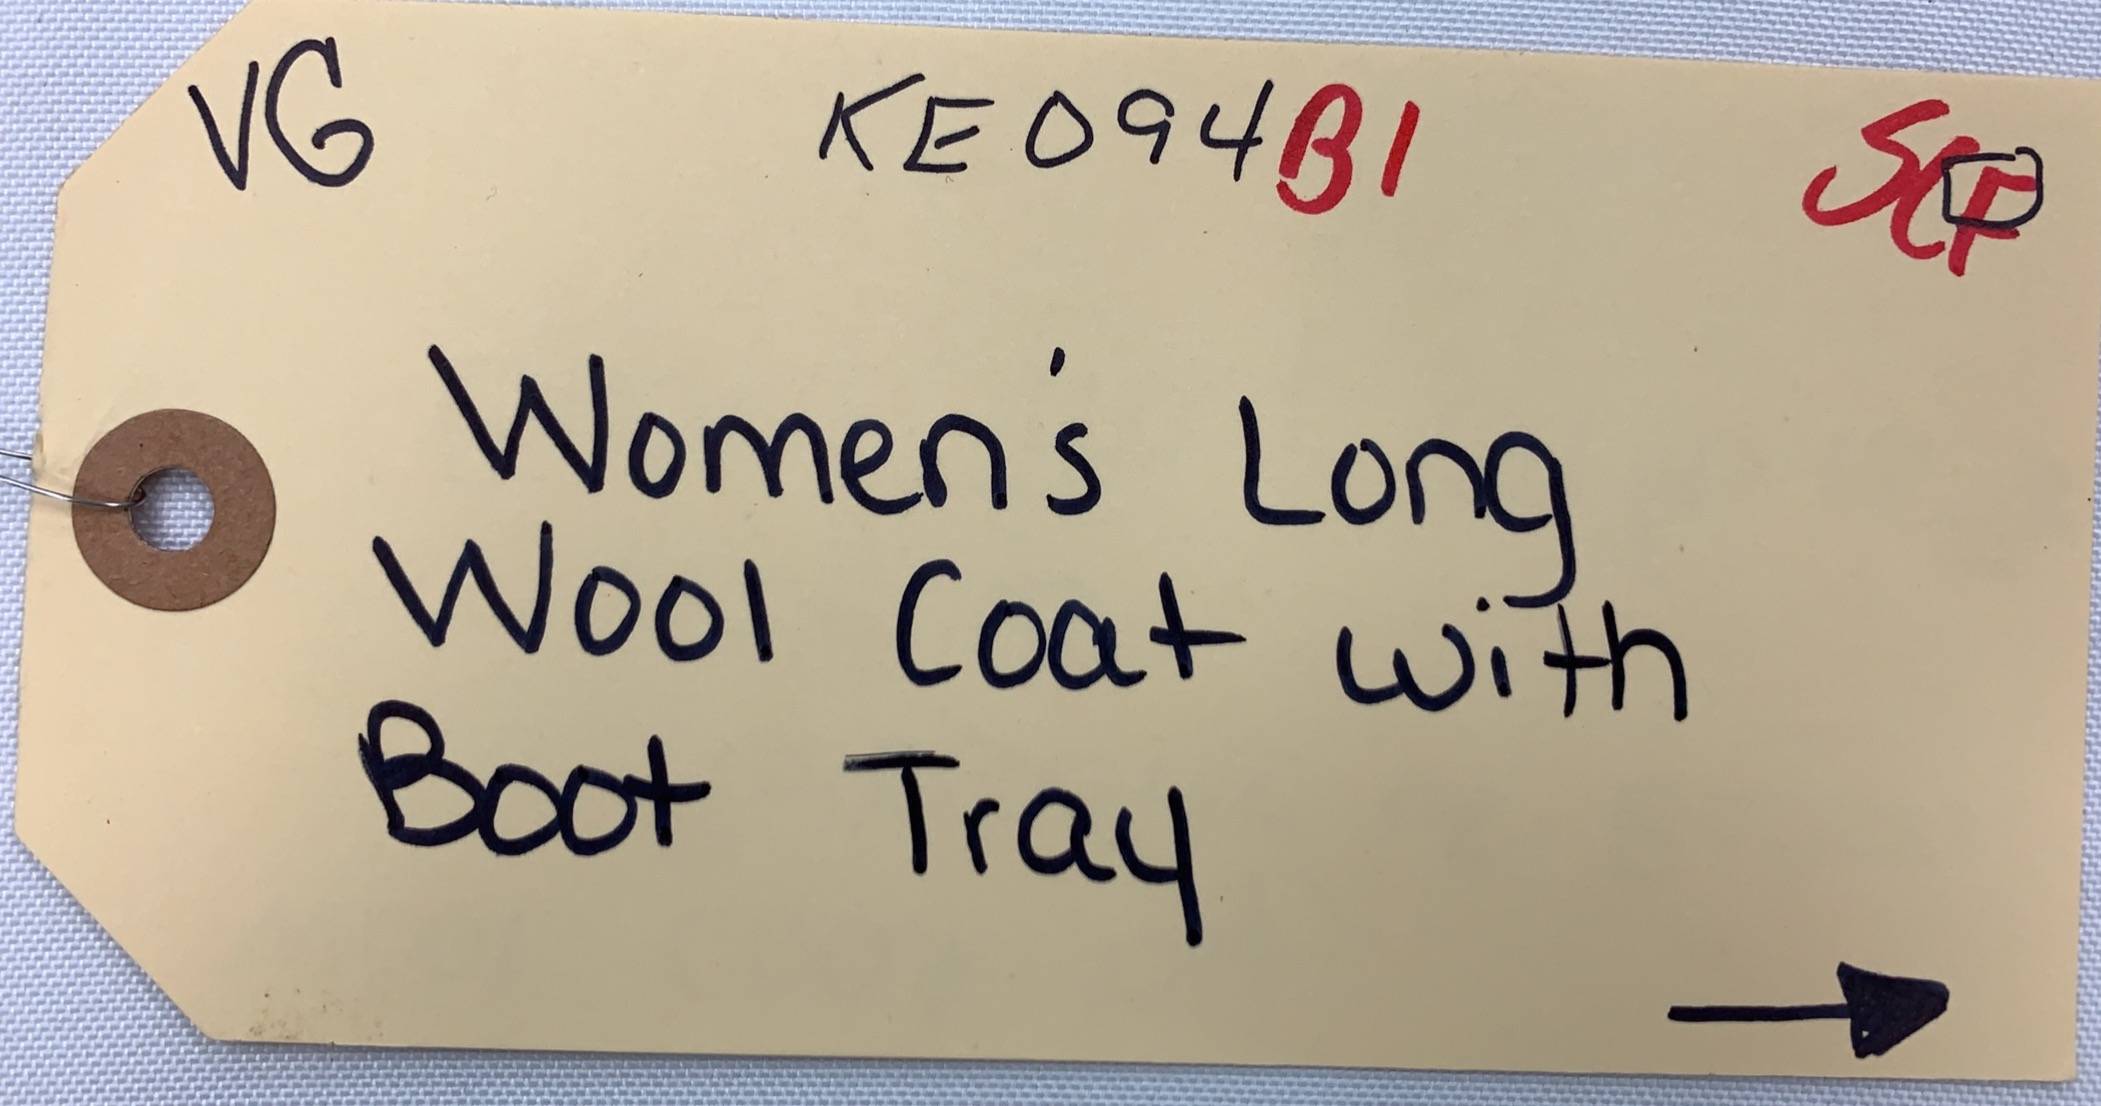 VG KE094B1 SCF
Women's Long
Wool Coat with
Boot Tray